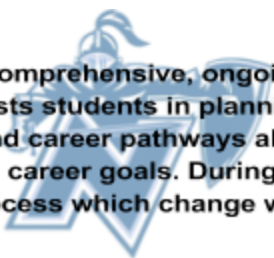 omprehensive, ongoi
sts students in plann
nd career pathways al
career goals. During
cess which change w